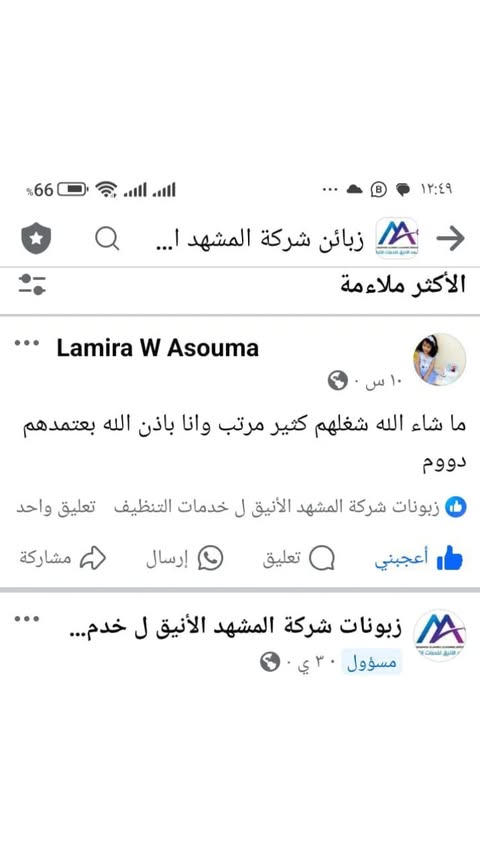 ١٢:٤٩
%66
زبائن شركة المشهد ا...
الأكثر ملاءمة
Lamira W Asouma
١٠ س ·
ما شاء الله شغلهم كثير مرتب وانا باذن الله بعتمدهم
دووم
زبونات شركة المشهد الأنيق ل خدمات التنظيف
تعليق واحد
أعجبني
تعليق
إرسال
مشاركة
زبونات شركة المشهد الأنيق ل خدم...
مسؤول · ٣ ي ·